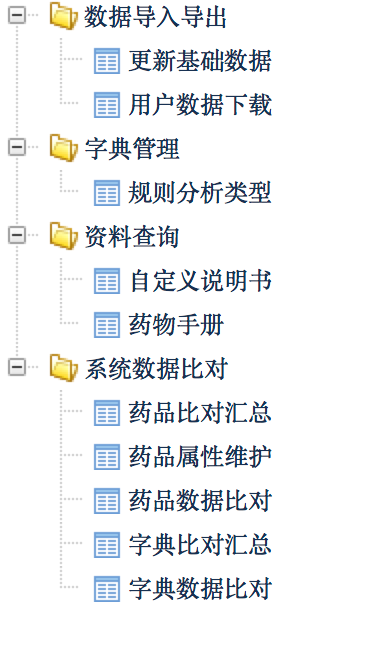 数据导入导出
更新基础数据
用户数据下载
字典管理
规则分析类型
资料查询
自定义说明书
药物手册
系统数据比对
药品比对汇总
药品属性维护
药品数据比对
字典比对汇总
字典数据比对